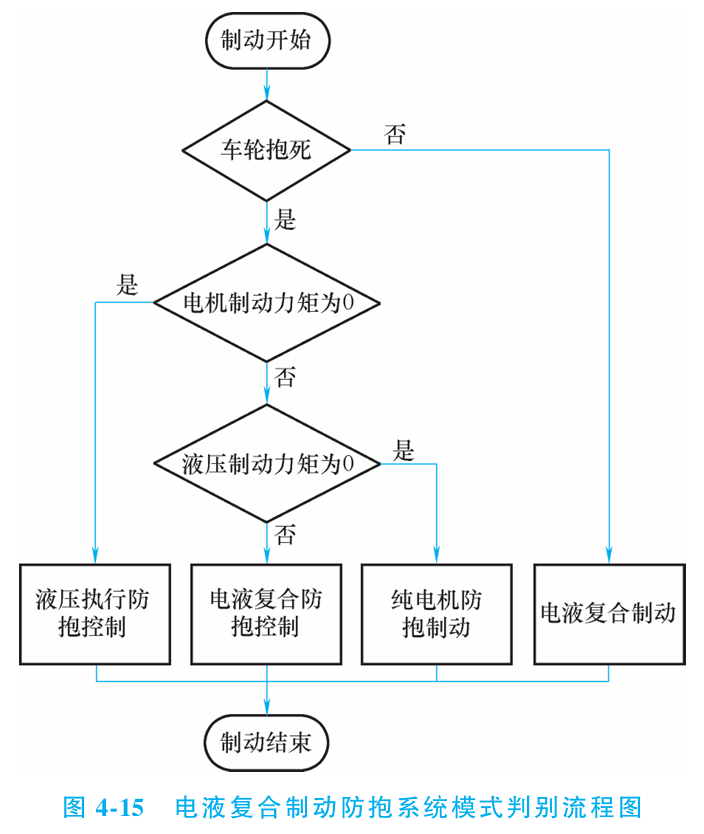 制动开始
车轮抱死
否
是
是
电机制动力矩为0
否
液压制动力矩为0
是
否
液压执行防
抱控制
电液复合防
抱控制
纯电机防
抱制动
电液复合制动
制动结束
图 4-15 电液复合制动防抱系统模式判别流程图